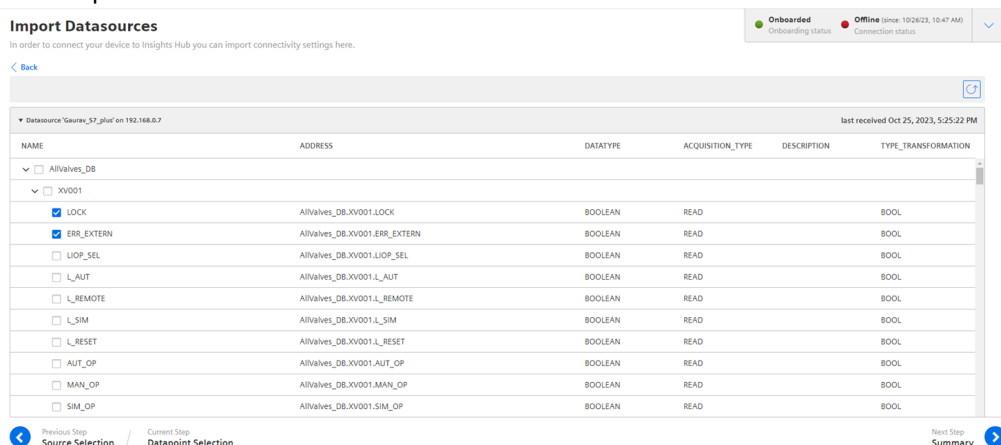 Import Datasources
In order to connect your device to Insights Hub you can import connectivity settings here.
Onboarded
Onboarding status
Offline (since: 10/26/23, 10:47 AM)
Connection status
Back
Datasource 'Gaurav_S7_plus' on 192.168.0.7 last received Oct 25, 2023, 5:25:22 PM
NAME ADDRESS DATATYPE ACQUISITION_TYPE DESCRIPTION TYPE_TRANSFORMATION
AllValves_DB
XV001
LOCK AllValves_DB.XV001.LOCK BOOLEAN READ BOOL
ERR_EXTERN AllValves_DB.XV001.ERR_EXTERN BOOLEAN READ BOOL
LIOP_SEL AllValves_DB.XV001.LIOP_SEL BOOLEAN READ BOOL
L_AUT AllValves_DB.XV001.L_AUT BOOLEAN READ BOOL
L_REMOTE AllValves_DB.XV001.L_REMOTE BOOLEAN READ BOOL
L_SIM AllValves_DB.XV001.L_SIM BOOLEAN READ BOOL
L_RESET AllValves_DB.XV001.L_RESET BOOLEAN READ BOOL
AUT_OP AllValves_DB.XV001.AUT_OP BOOLEAN READ BOOL
MAN_OP AllValves_DB.XV001.MAN_OP BOOLEAN READ BOOL
SIM_OP AllValves_DB.XV001.SIM_OP BOOLEAN READ BOOL
Previous Step / Current Step Next Step
Source Selection Datapoint Selection Summary